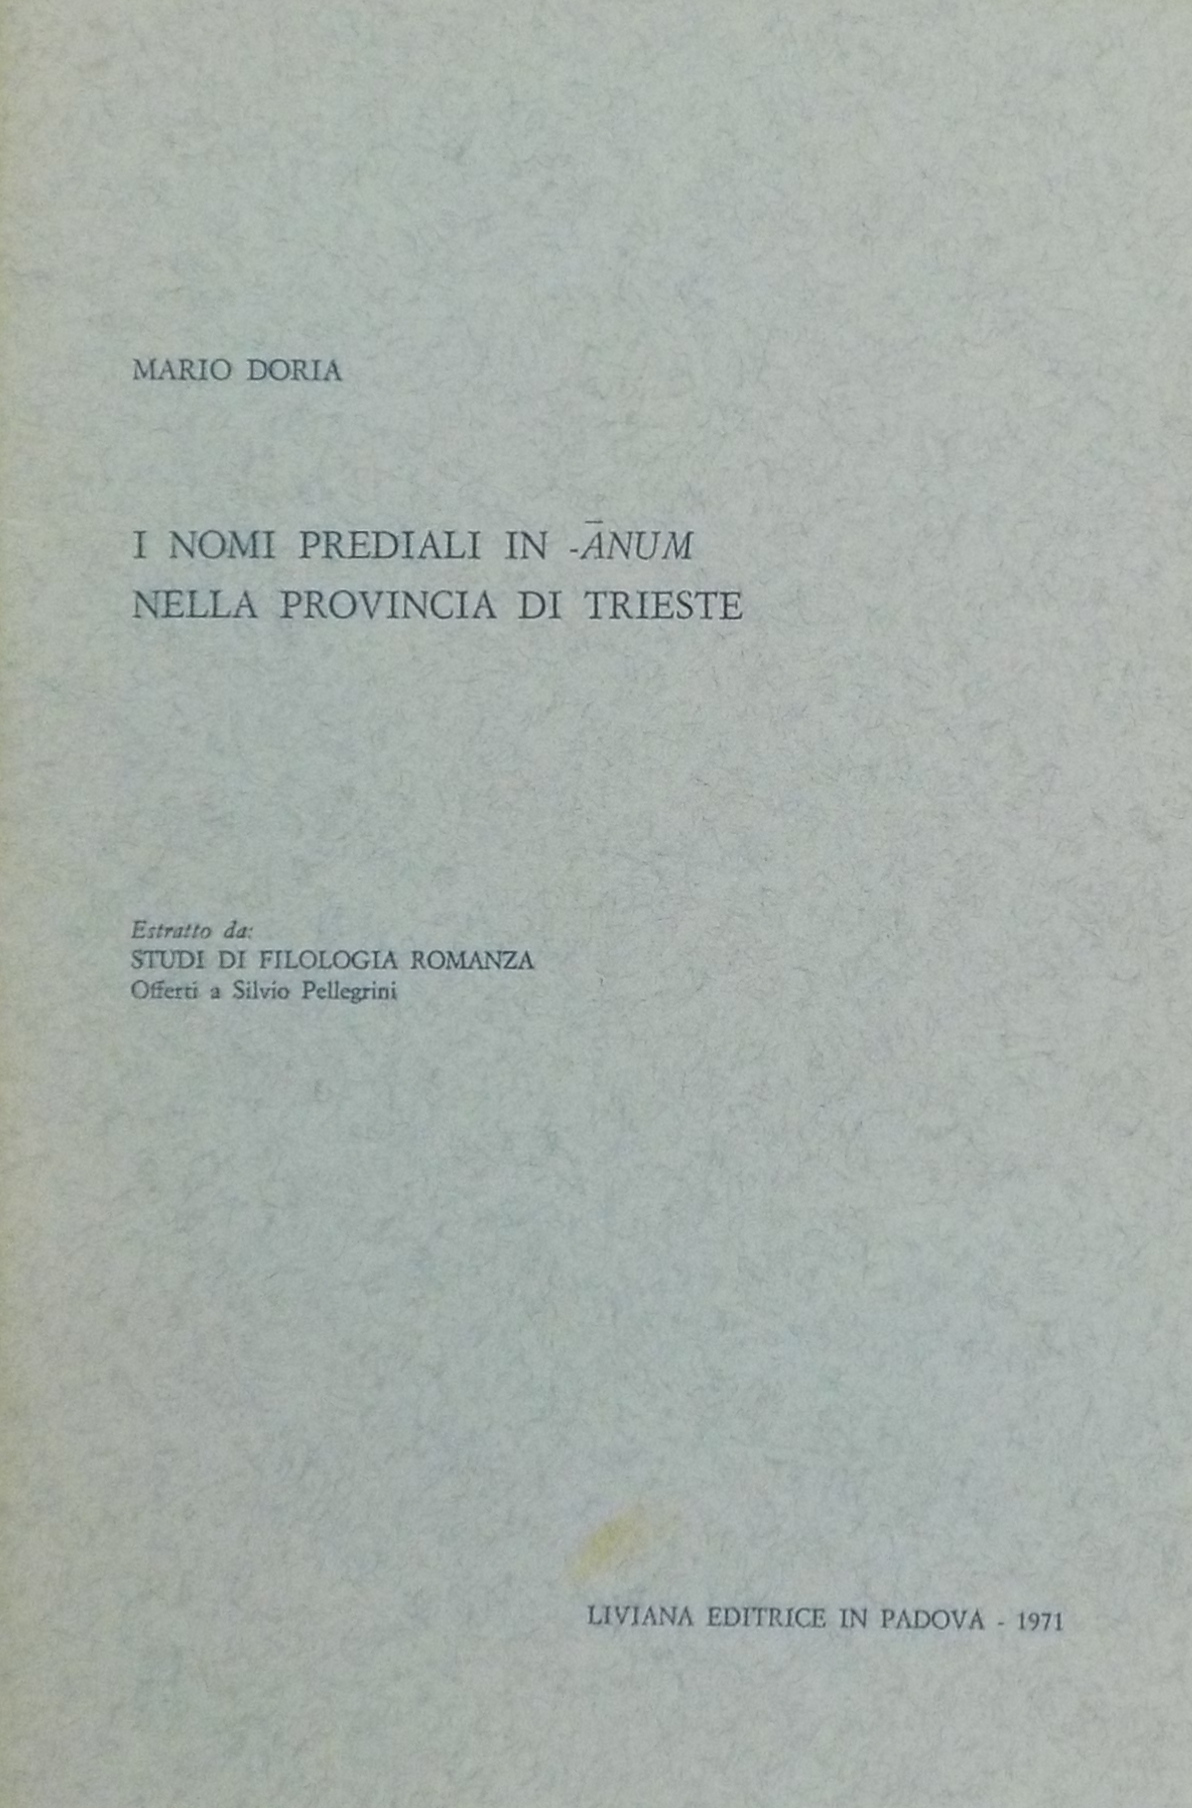 MARIO DORIA
I NOMI PREDIALI IN -ĀNUM
NELLA PROVINCIA DI TRIESTE
Estratto da:
STUDI DI FILOLOGIA ROMANZA
Offerti a Silvio Pellegrini
LIVIANA EDITRICE IN PADOVA - 1971